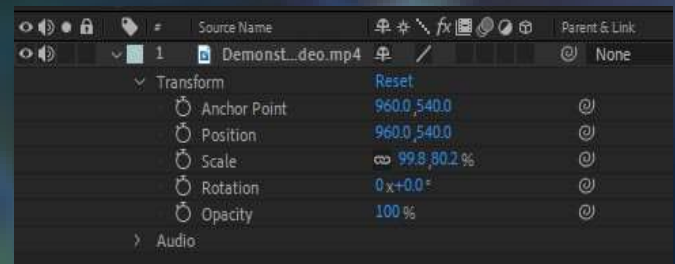 # Source Name fx Parent & Link
1 Demonst...deo.mp4 None
Transform Reset
Anchor Point 960.0,540.0
Position 960.0,540.0
Scale 99.8,80.2 %
Rotation 0x+0.0°
Opacity 100 %
Audio